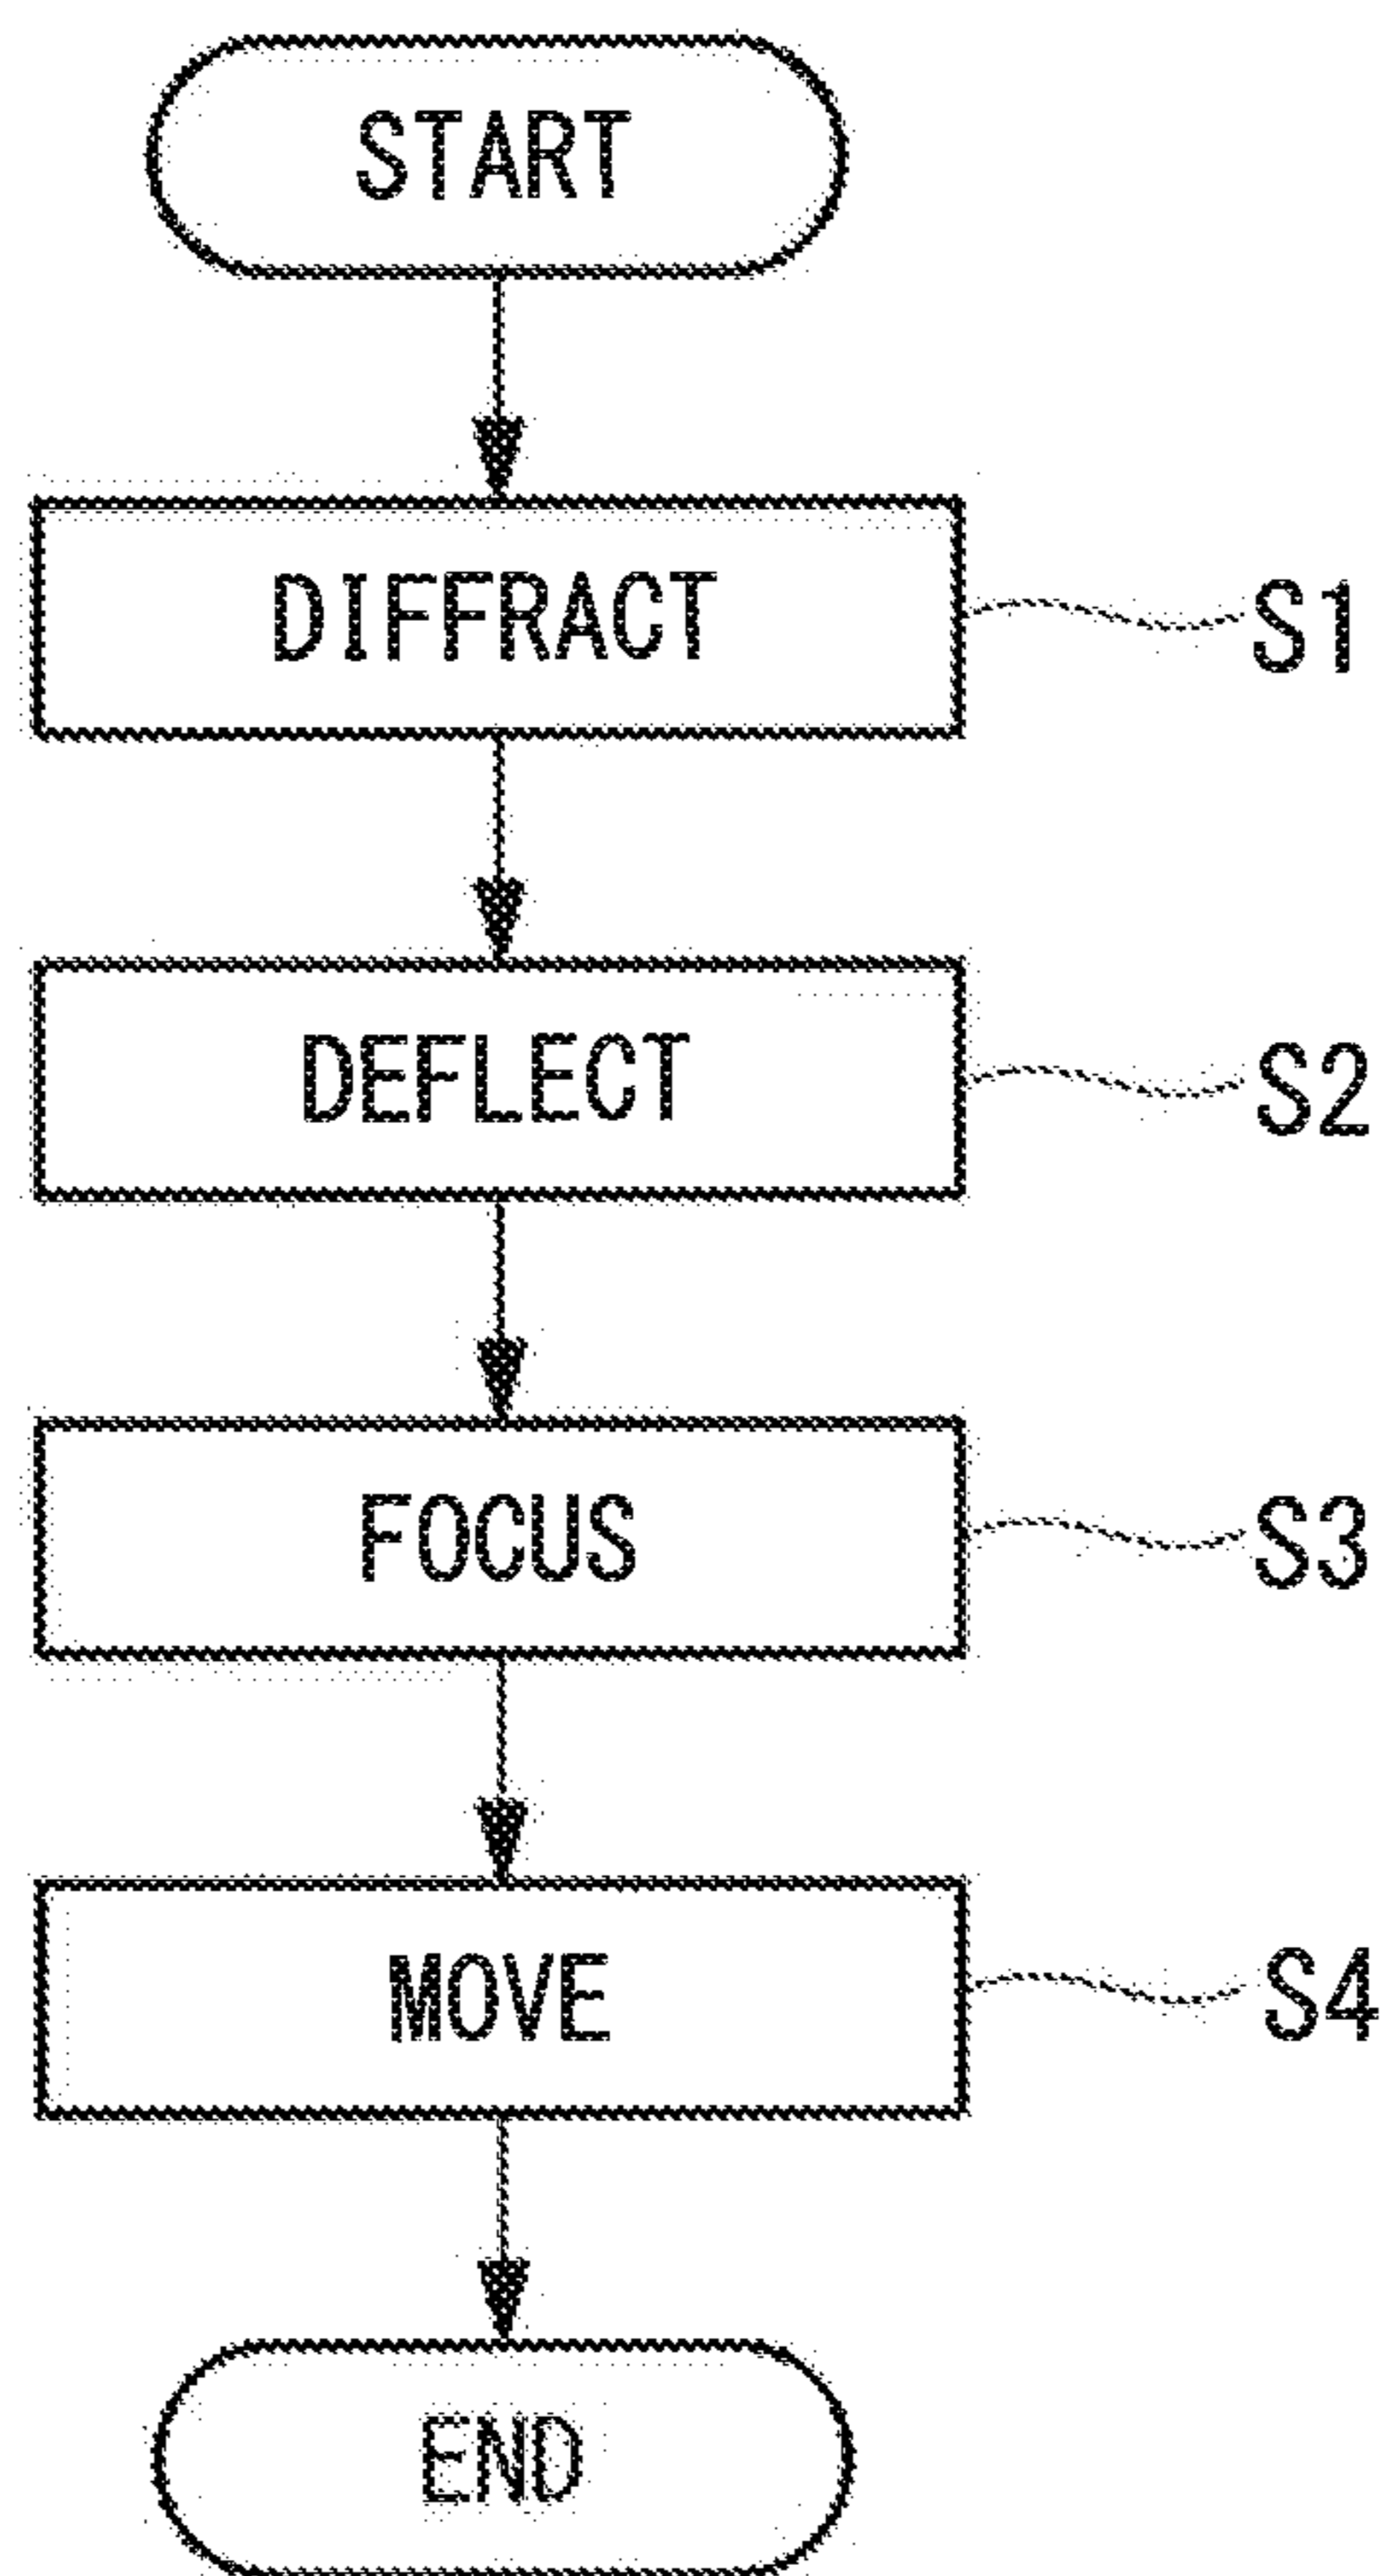 START
DIFFRACT S1
DEFLECT S2
FOCUS S3
MOVE S4
END